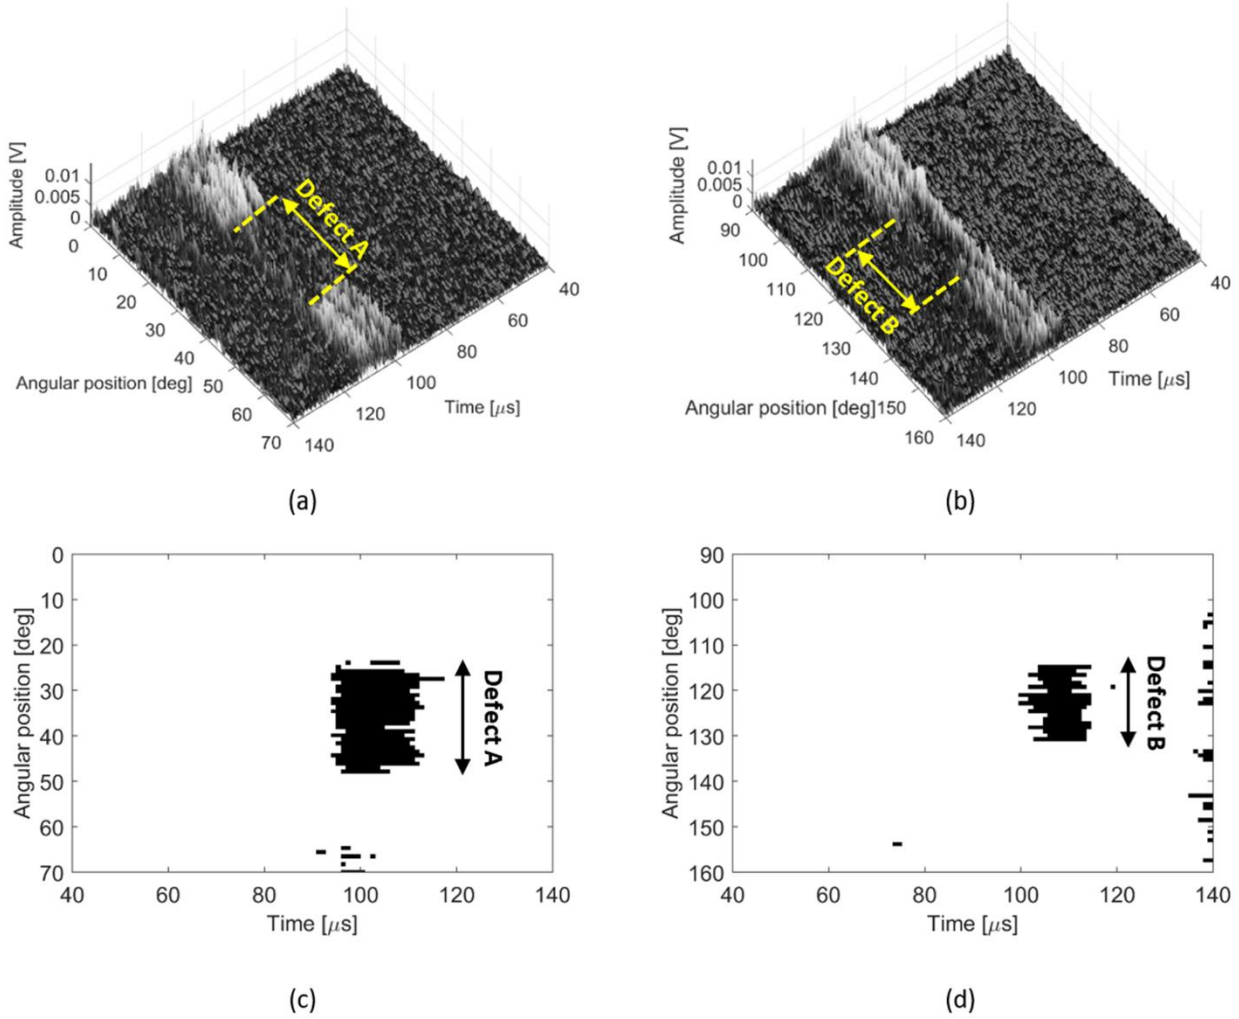 Amplitude [V]
0.01
0.005
0
0
10
20
30
40
50
60
70
Angular position [deg]
Defect A
40
60
80
100
120
140
Time [μs]
(a)
Amplitude [V]
0.01
0.005
0
90
100
110
120
130
140
150
160
Angular position [deg]
Defect B
40
60
80
100
120
140
Time [μs]
(b)
0
10
20
30
40
50
60
70
Angular position [deg]
Defect A
40 60 80 100 120 140
Time [μs]
(c)
90
100
110
120
130
140
150
160
Angular position [deg]
Defect B
40 60 80 100 120 140
Time [μs]
(d)